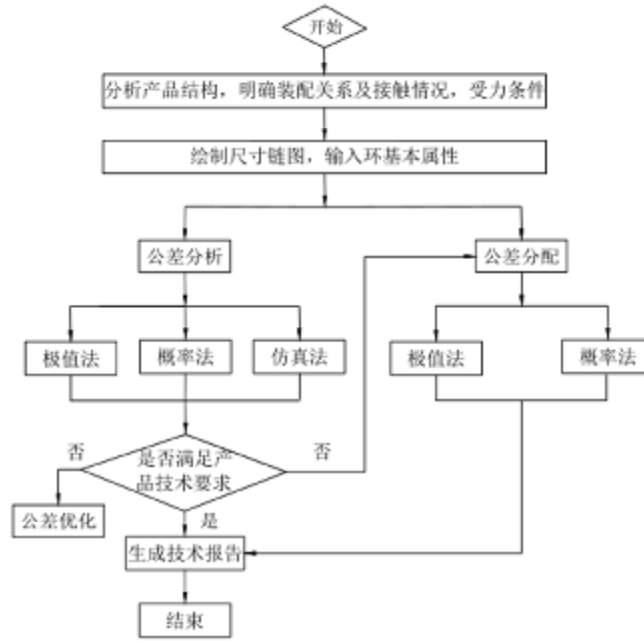 开始
分析产品结构，明确装配关系及接触情况，受力条件
绘制尺寸链图，输入环基本属性
公差分析
公差分配
极值法
概率法
仿真法
极值法
概率法
否
是否满足产
品技术要求
否
公差优化
是
生成技术报告
结束